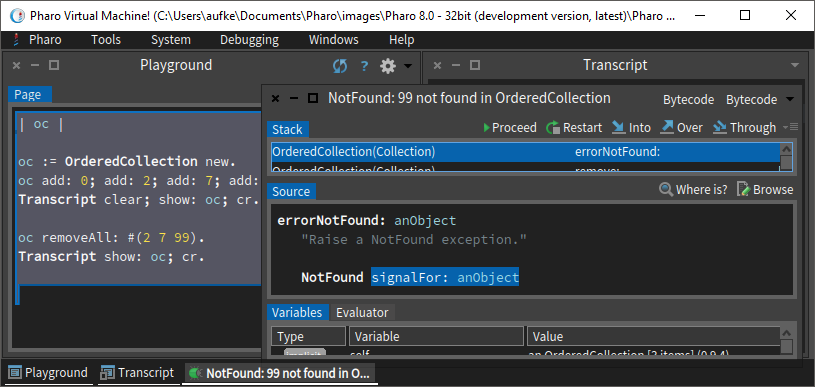 Pharo Virtual Machine! (C:\Users\aufke\Documents\Pharo\images\Pharo 8.0 - 32bit (development version, latest)\Pharo ...
Pharo Tools System Debugging Windows Help
Playground ?
Transcript
Page
| oc |
oc := OrderedCollection new.
oc add: 0; add: 2; add: 7; add:
Transcript clear; show: oc; cr.
oc removeAll: #(2 7 99).
Transcript show: oc; cr.
NotFound: 99 not found in OrderedCollection Bytecode Bytecode
Stack Proceed Restart Into Over Through
OrderedCollection(Collection) errorNotFound:
OrderedCollection(Collection) remove:
Source Where is? Browse
errorNotFound: anObject
"Raise a NotFound exception."
NotFound signalFor: anObject
Variables Evaluator
Type Variable Value
implicit self an OrderedCollection [3 items] (0 9 4)
Playground Transcript NotFound: 99 not found in O...